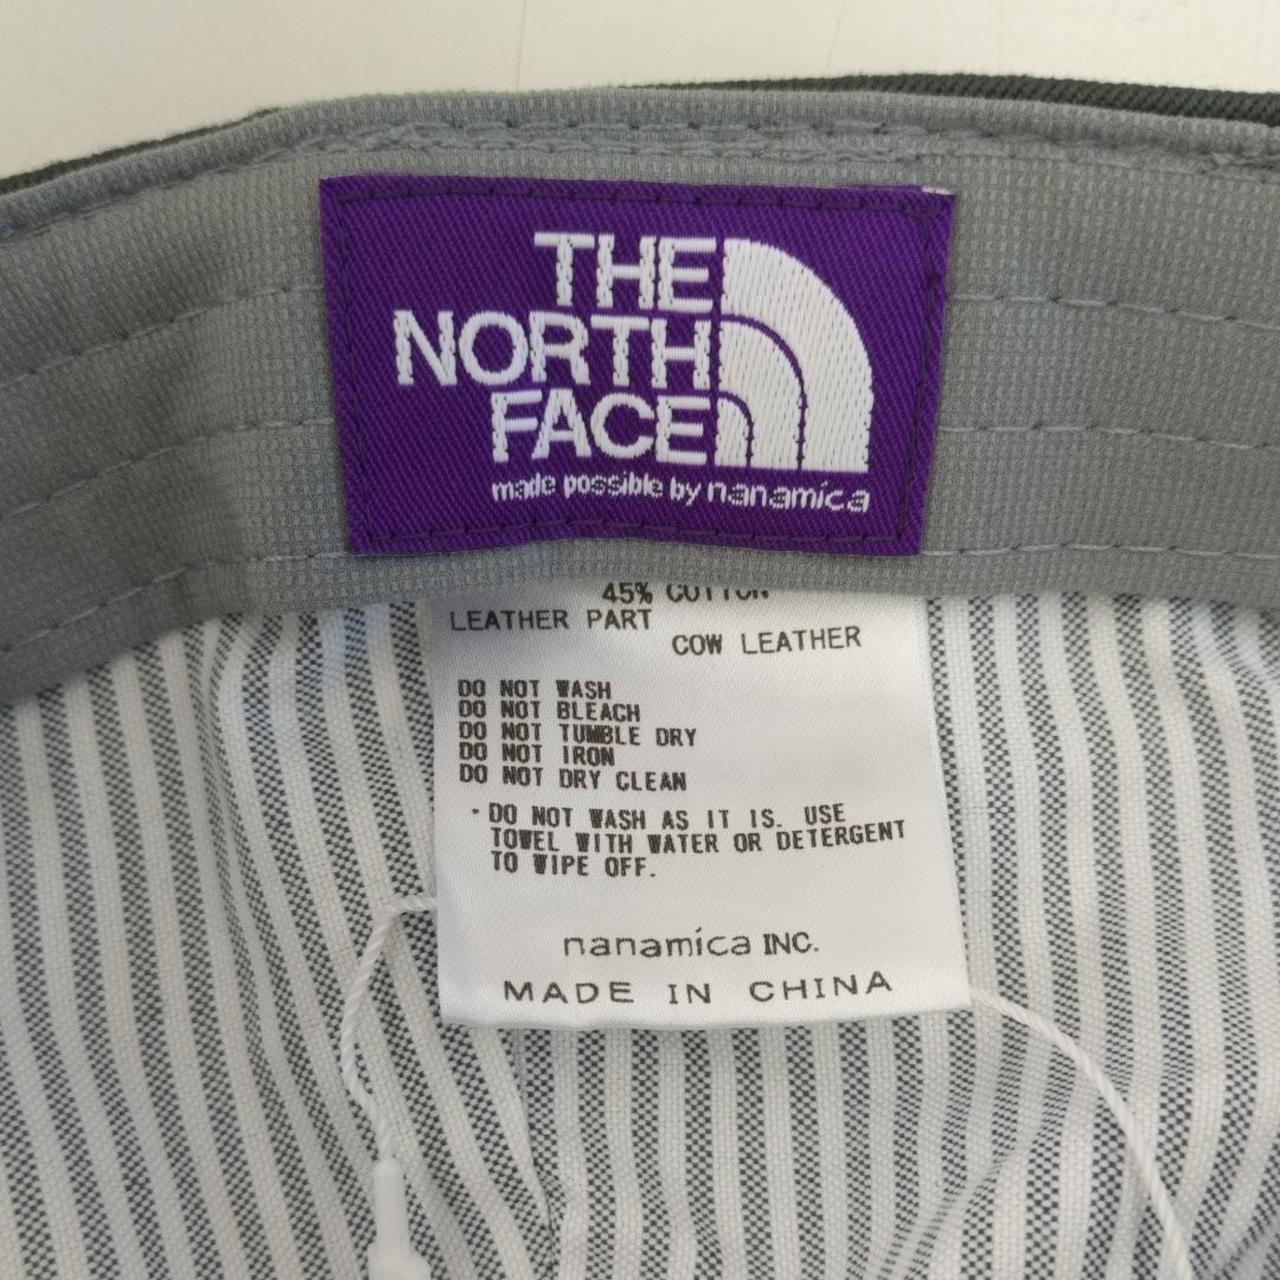 THE
NORTH
FACE
made possible by nanamica
45% COTTON
LEATHER PART
COW LEATHER
DO NOT WASH
DO NOT BLEACH
DO NOT TUMBLE DRY
DO NOT IRON
DO NOT DRY CLEAN
・DO NOT WASH AS IT IS. USE
TOWEL WITH WATER OR DETERGENT
TO WIPE OFF.
nanamica INC.
MADE IN CHINA